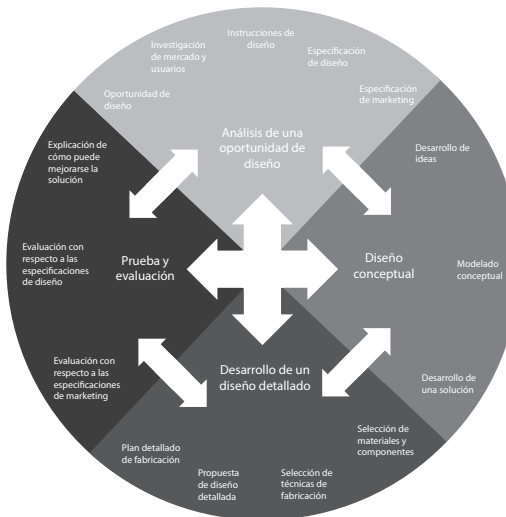 Instrucciones de
diseño
Investigación
de mercado y
usuarios
Especificación
de diseño
Oportunidad de
diseño
Especificación
de marketing
Análisis de una
oportunidad de
diseño
Explicación de
cómo puede
mejorarse la
solución
Desarrollo de
ideas
Evaluación con
respecto a las
especificaciones
de diseño
Prueba y
evaluación
Diseño
conceptual
Modelado
conceptual
Evaluación con
respecto a las
especificaciones
de marketing
Desarrollo de un
diseño detallado
Desarrollo de
una solución
Plan detallado
de fabricación
Propuesta
de diseño
detallada
Selección de
técnicas de
fabricación
Selección de
materiales y
componentes